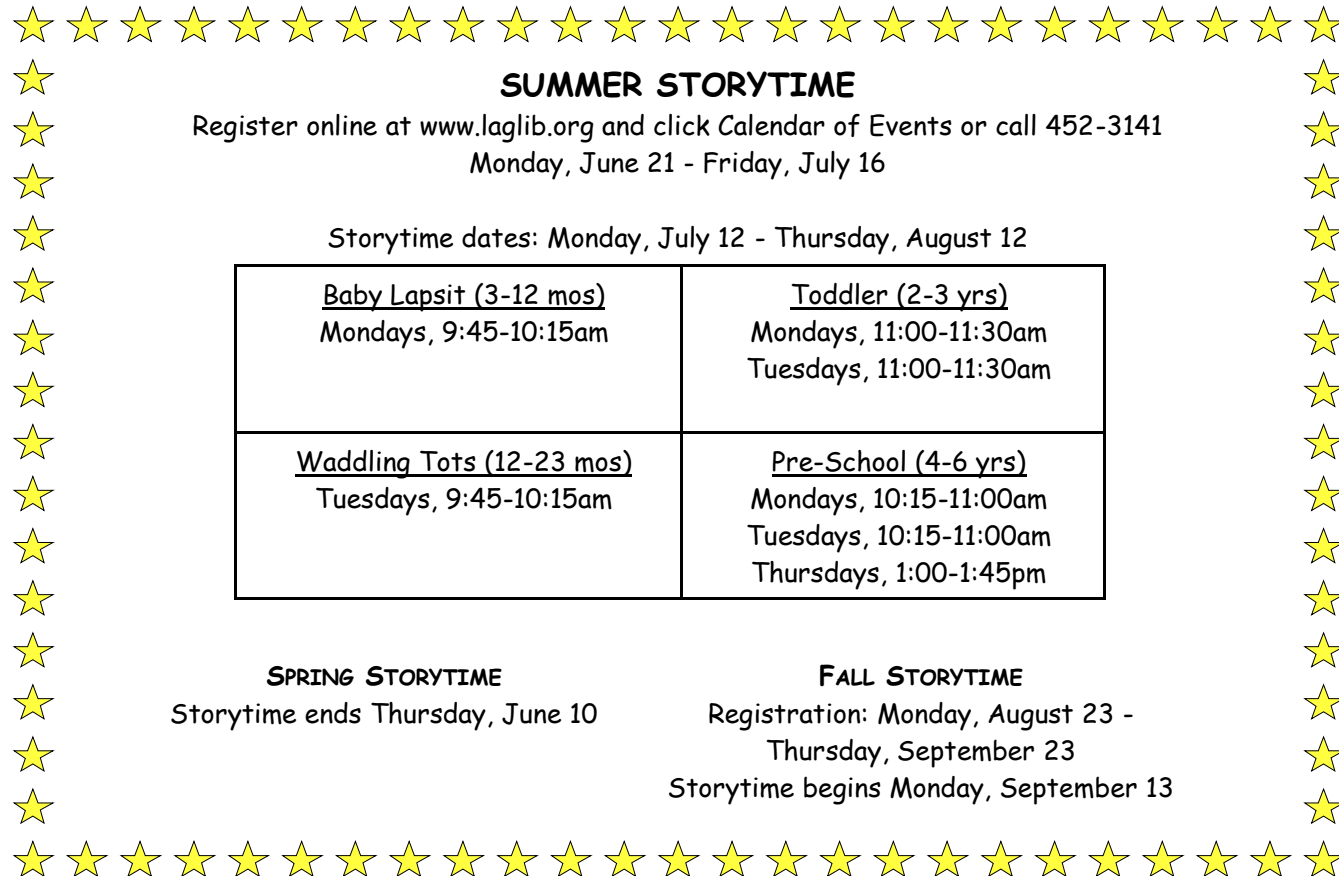 SUMMER STORYTIME
Register online at www.laglib.org and click Calendar of Events or call 452-3141
Monday, June 21 - Friday, July 16
Storytime dates: Monday, July 12 - Thursday, August 12
Baby Lapsit (3-12 mos)
Mondays, 9:45-10:15am
Toddler (2-3 yrs)
Mondays, 11:00-11:30am
Tuesdays, 11:00-11:30am
Waddling Tots (12-23 mos)
Tuesdays, 9:45-10:15am
Pre-School (4-6 yrs)
Mondays, 10:15-11:00am
Tuesdays, 10:15-11:00am
Thursdays, 1:00-1:45pm
SPRING STORYTIME
Storytime ends Thursday, June 10
FALL STORYTIME
Registration: Monday, August 23 -
Thursday, September 23
Storytime begins Monday, September 13